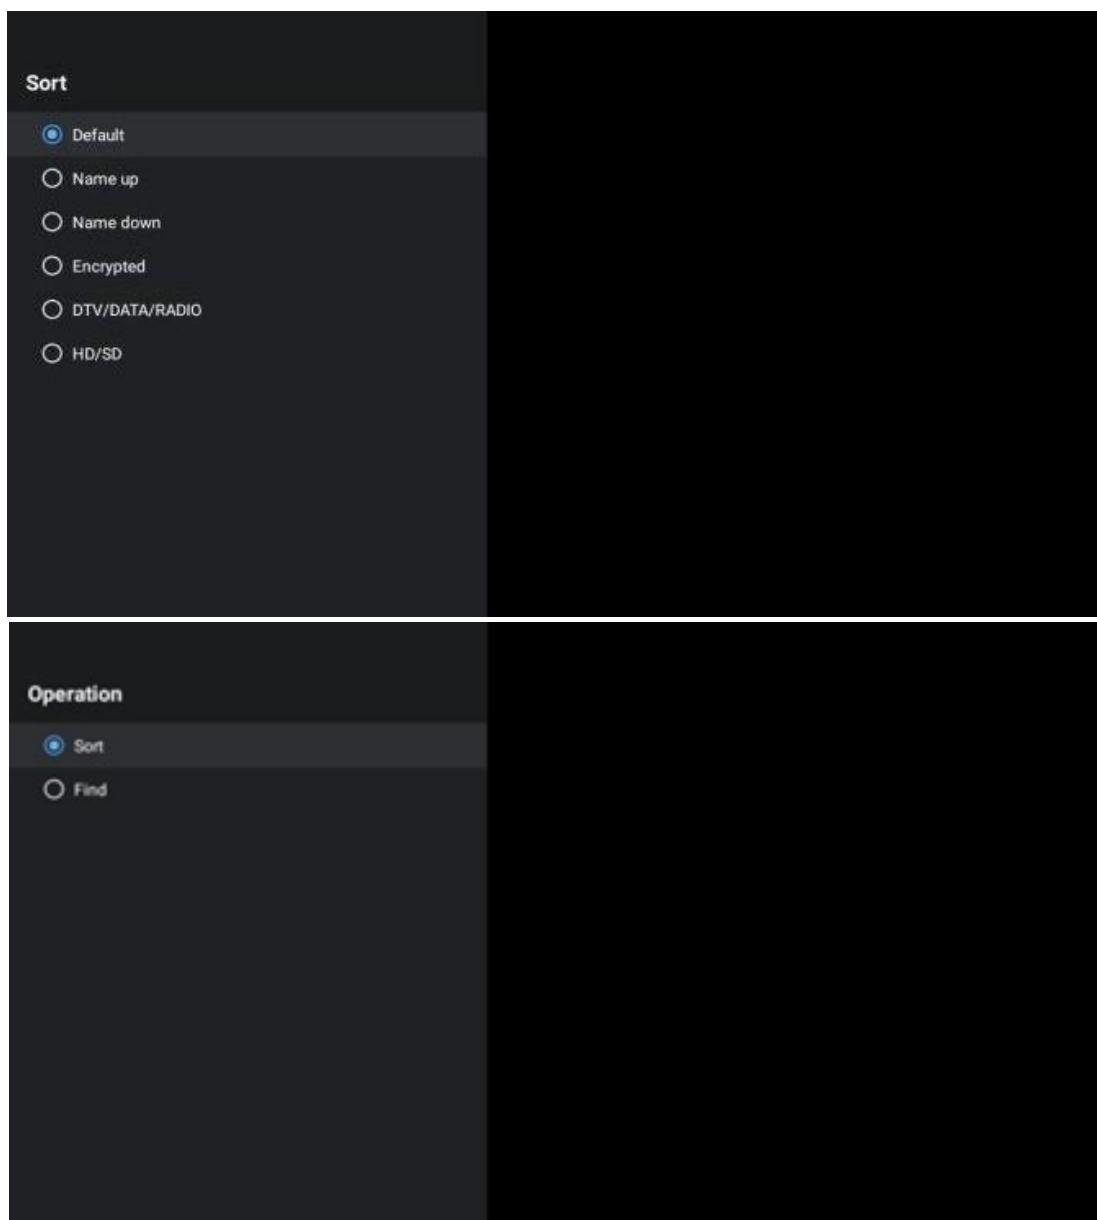 Sort
Default
Name up
Name down
Encrypted
DTV/DATA/RADIO
HD/SD
Operation
Sort
Find